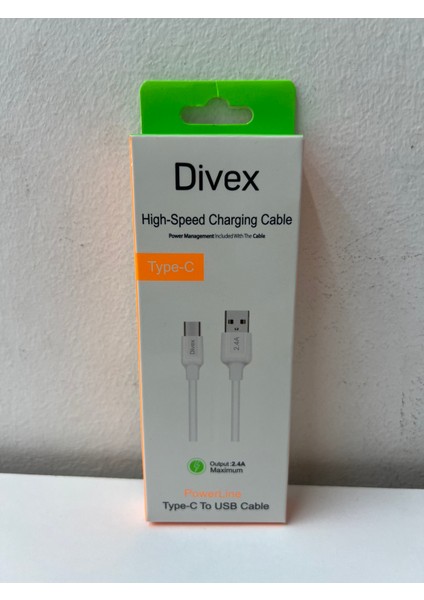 Divex
High-Speed Charging Cable
Power Management Included With The Cable
Type-C
Divex
2.4A
Output :2.4A
Maximum
PowerLine
Type-C To USB Cable